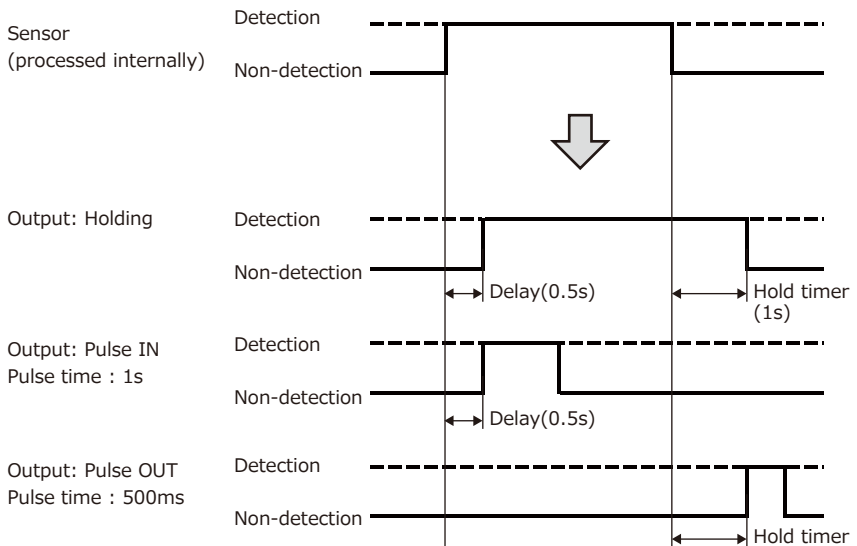 Sensor
(processed internally)
Detection
Non-detection
Output: Holding
Detection
Non-detection
Delay(0.5s)
Hold timer
(1s)
Output: Pulse IN
Pulse time : 1s
Detection
Non-detection
Delay(0.5s)
Output: Pulse OUT
Pulse time : 500ms
Detection
Non-detection
Hold timer